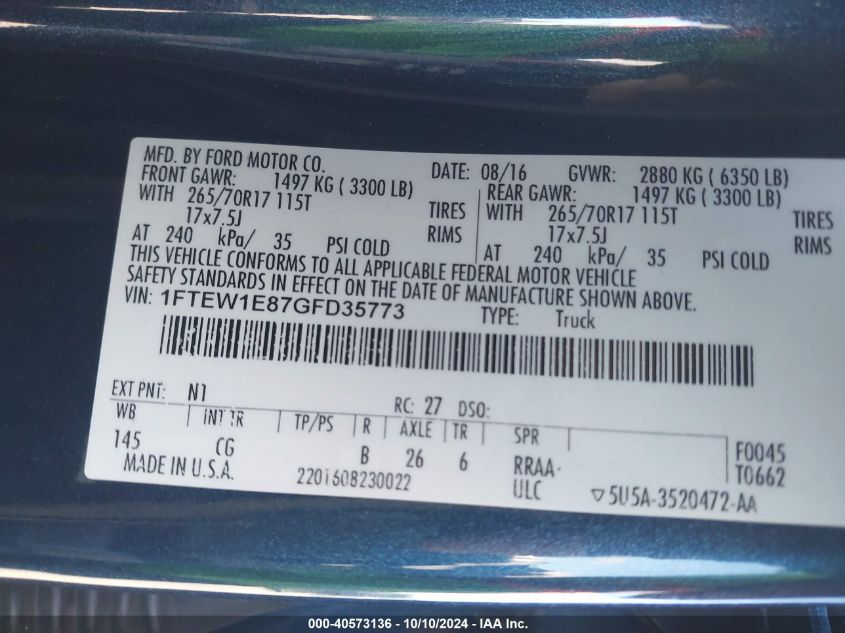 MFD. BY FORD MOTOR CO. DATE: 08/16 GVWR: 2880 KG ( 6350 LB)
FRONT GAWR: 1497 KG ( 3300 LB) REAR GAWR: 1497 KG ( 3300 LB)
WITH 265/70R17 115T TIRES WITH 265/70R17 115T TIRES
17x7.5J RIMS 17x7.5J RIMS
AT 240 kPa/ 35 PSI COLD AT 240 kPa/ 35 PSI COLD
THIS VEHICLE CONFORMS TO ALL APPLICABLE FEDERAL MOTOR VEHICLE
SAFETY STANDARDS IN EFFECT ON THE DATE OF MANUFACTURE SHOWN ABOVE.
VIN: 1FTEW1E87GFD35773 TYPE: Truck
EXT PNT: N1 RC: 27 DSO:
WB INT TR TP/PS R AXLE TR SPR F0045
145 CG B 26 6 RRAA- T0662
MADE IN U.S.A. 2201608230022 ULC ▽5U5A-3520472-AA
000-40573136 - 10/10/2024 - IAA Inc.